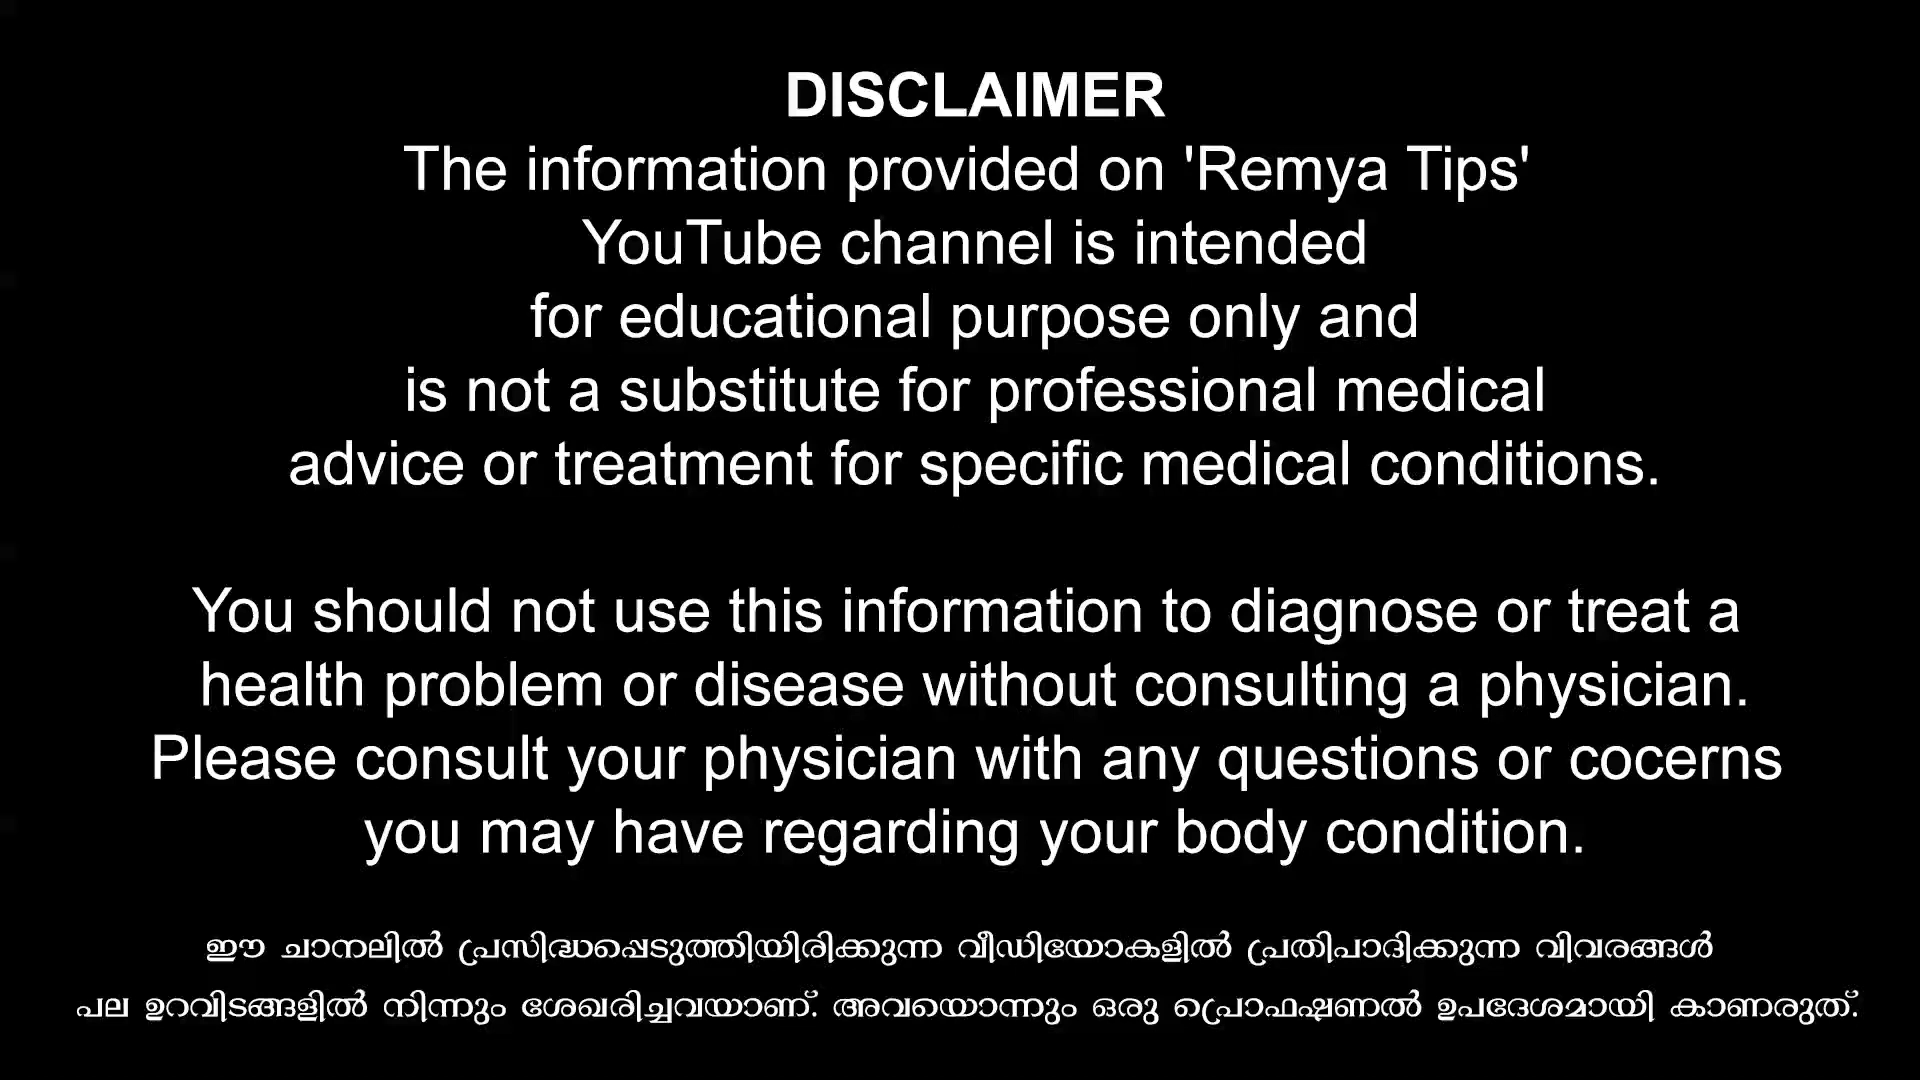 DISCLAIMER
The information provided on 'Remya Tips'
YouTube channel is intended
for educational purpose only and
is not a substitute for professional medical
advice or treatment for specific medical conditions.
You should not use this information to diagnose or treat a
health problem or disease without consulting a physician.
Please consult your physician with any questions or cocerns
you may have regarding your body condition.
ഈ ചാനലിൽ പ്രസിദ്ധപ്പെടുത്തിയിരിക്കുന്ന വീഡിയോകളിൽ പ്രതിപാദിക്കുന്ന വിവരങ്ങൾ
പല ഉറവിടങ്ങളിൽ നിന്നും ശേഖരിച്ചവയാണ്. അവയൊന്നും ഒരു പ്രൊഫഷണൽ ഉപദേശമായി കാണരുത്.